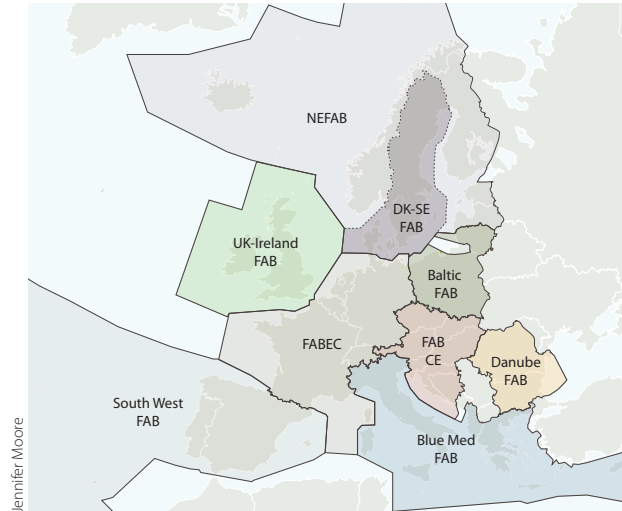 NEFAB
DK-SE
FAB
UK-Ireland
FAB
Baltic
FAB
FABEC
FAB
CE
Danube
FAB
South West
FAB
Blue Med
FAB
Jennifer Moore